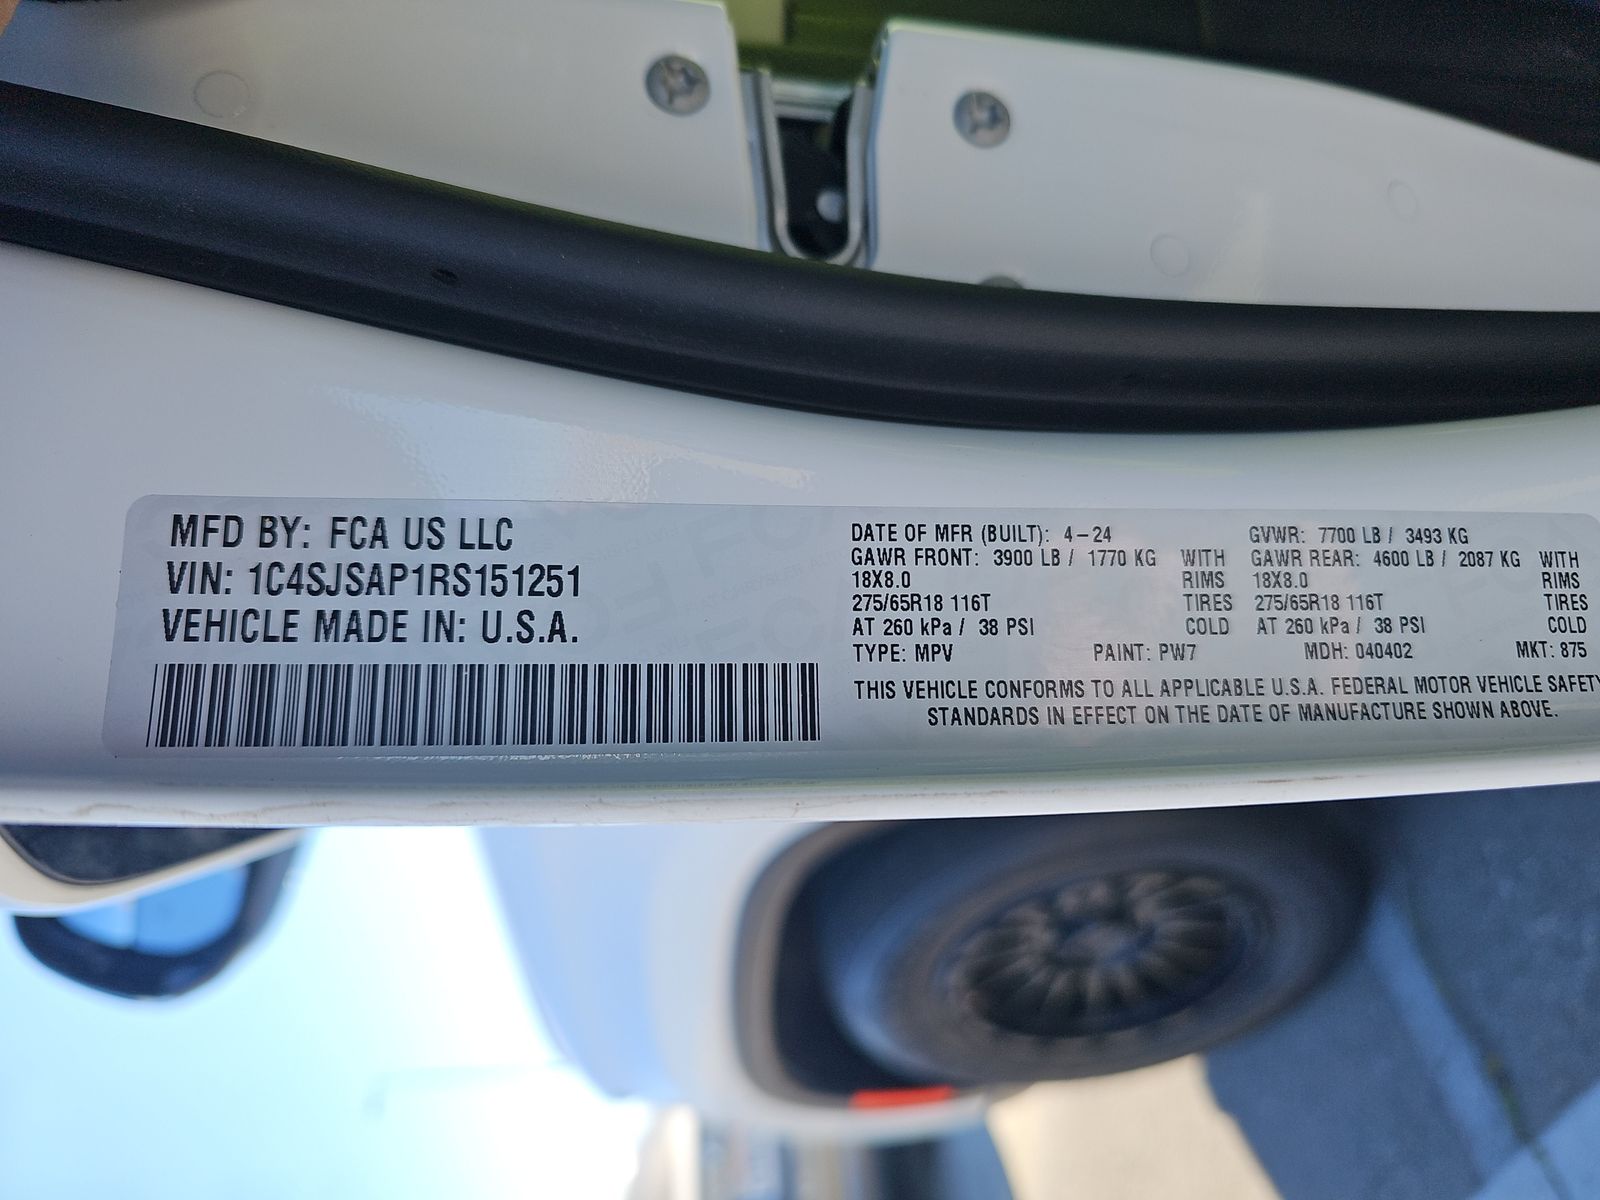 MFD BY: FCA US LLC
VIN: 1C4SJSAP1RS151251
VEHICLE MADE IN: U.S.A.
DATE OF MFR (BUILT): 4-24 GVWR: 7700 LB / 3493 KG
GAWR FRONT: 3900 LB / 1770 KG WITH GAWR REAR: 4600 LB / 2087 KG WITH
18X8.0 RIMS 18X8.0 RIMS
275/65R18 116T TIRES 275/65R18 116T TIRES
AT 260 kPa / 38 PSI COLD AT 260 kPa / 38 PSI COLD
TYPE: MPV PAINT: PW7 MDH: 040402 MKT: 875
THIS VEHICLE CONFORMS TO ALL APPLICABLE U.S.A. FEDERAL MOTOR VEHICLE SAFETY
STANDARDS IN EFFECT ON THE DATE OF MANUFACTURE SHOWN ABOVE.